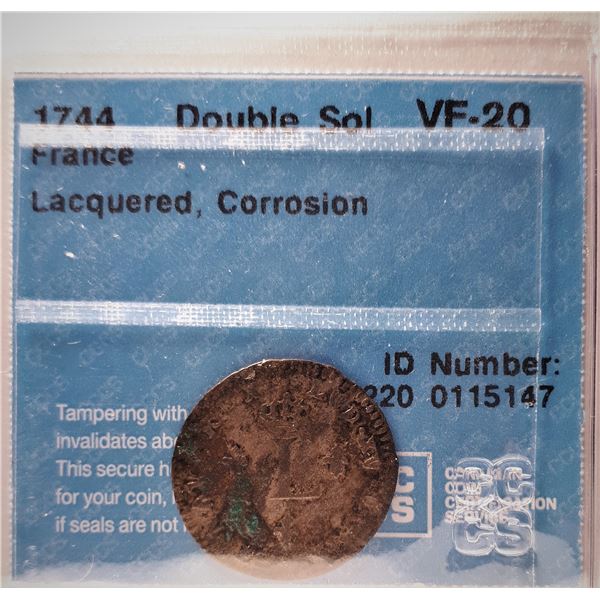 1744 Double Sol VF-20
France
Lacquered, Corrosion
ID Number:
220 0115147
Tampering with
invalidates
This secure
for your coin,
if seals are not
C
S